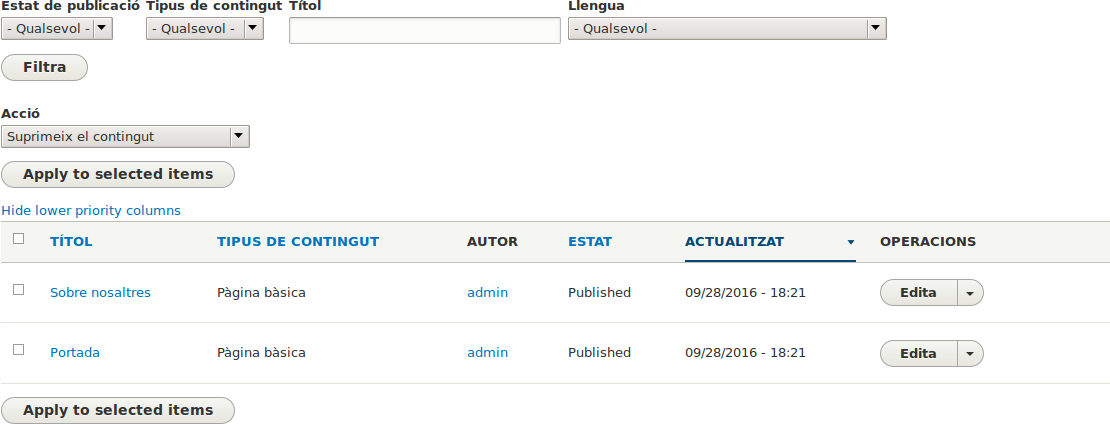 Estat de publicació Tipus de contingut Títol Llengua
- Qualsevol - - Qualsevol - - Qualsevol -
Filtra
Acció
Suprimeix el contingut
Apply to selected items
Hide lower priority columns
TÍTOL TIPUS DE CONTINGUT AUTOR ESTAT ACTUALITZAT OPERACIONS
Sobre nosaltres Pàgina bàsica admin Published 09/28/2016 - 18:21 Edita
Portada Pàgina bàsica admin Published 09/28/2016 - 18:21 Edita
Apply to selected items